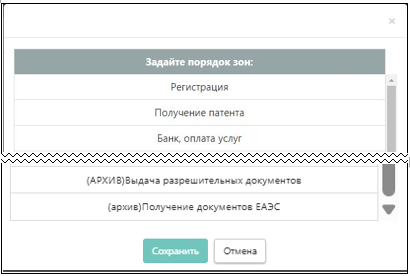 Задайте порядок зон:
Регистрация
Получение патента
Банк, оплата услуг
(АРХИВ)Выдача разрешительных документов
(архив)Получение документов ЕАЭС
Сохранить Отмена